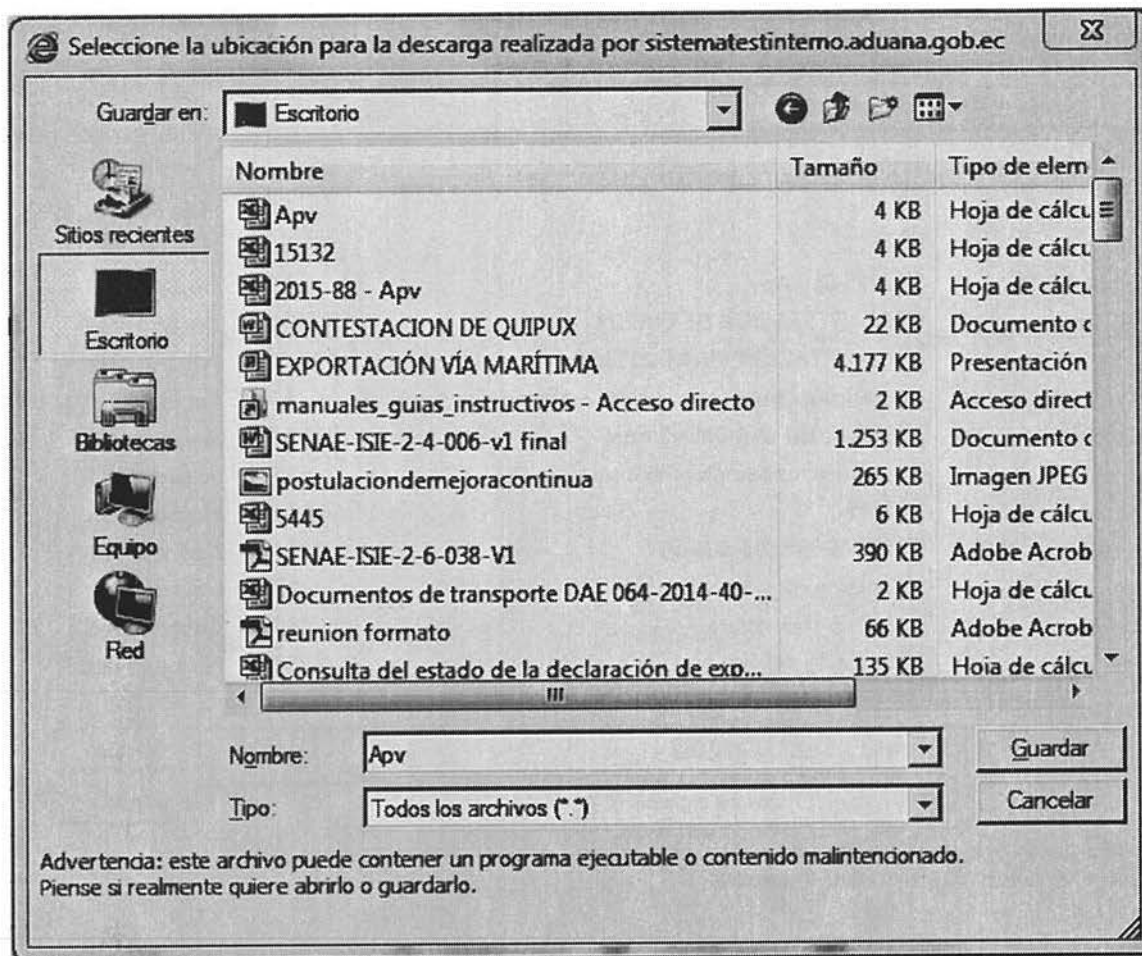 Seleccione la ubicación para la descarga realizada por sistematestinterno.aduana.gob.ec
Guardar en: Escritorio
Nombre Tamaño Tipo de elem
Apv 4 KB Hoja de cálcu
15132 4 KB Hoja de cálcu
2015-88 - Apv 4 KB Hoja de cálcu
CONTESTACION DE QUIPUX 22 KB Documento d
EXPORTACIÓN VÍA MARÍTIMA 4.177 KB Presentación
manuales_guias_instructivos - Acceso directo 2 KB Acceso direct
SENAE-ISIE-2-4-006-v1 final 1.253 KB Documento d
postulaciondemejoracontinua 265 KB Imagen JPEG
5445 6 KB Hoja de cálcu
SENAE-ISIE-2-6-038-V1 390 KB Adobe Acrob
Documentos de transporte DAE 064-2014-40-... 2 KB Hoja de cálcu
reunion formato 66 KB Adobe Acrob
Consulta del estado de la declaración de exp... 135 KB Hoja de cálcu
Sitios recientes
Escritorio
Bibliotecas
Equipo
Red
Nombre: Apv Guardar
Tipo: Todos los archivos (*.*) Cancelar
Advertencia: este archivo puede contener un programa ejecutable o contenido malintencionado.
Piense si realmente quiere abrirlo o guardarlo.